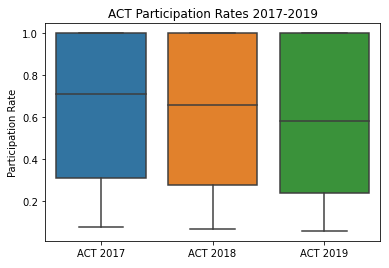 ACT Participation Rates 2017-2019
Participation Rate
1.0
0.8
0.6
0.4
0.2
ACT 2017 ACT 2018 ACT 2019